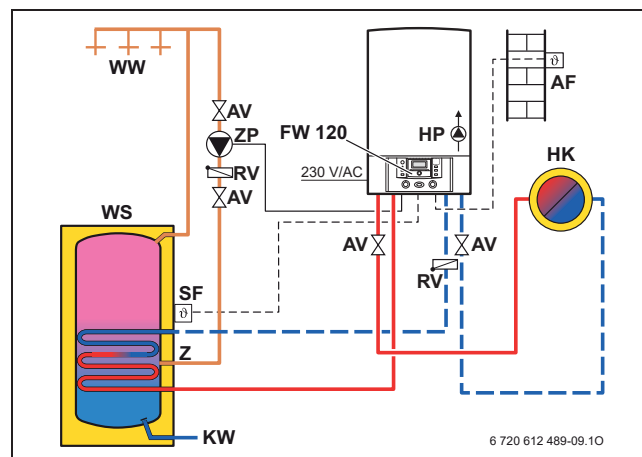 WW
AV
ZP
RV
AV
FW 120
HP
230 V/AC
ϑ
AF
HK
WS
SF
ϑ
Z
AV
AV
RV
KW
6 720 612 489-09.1O